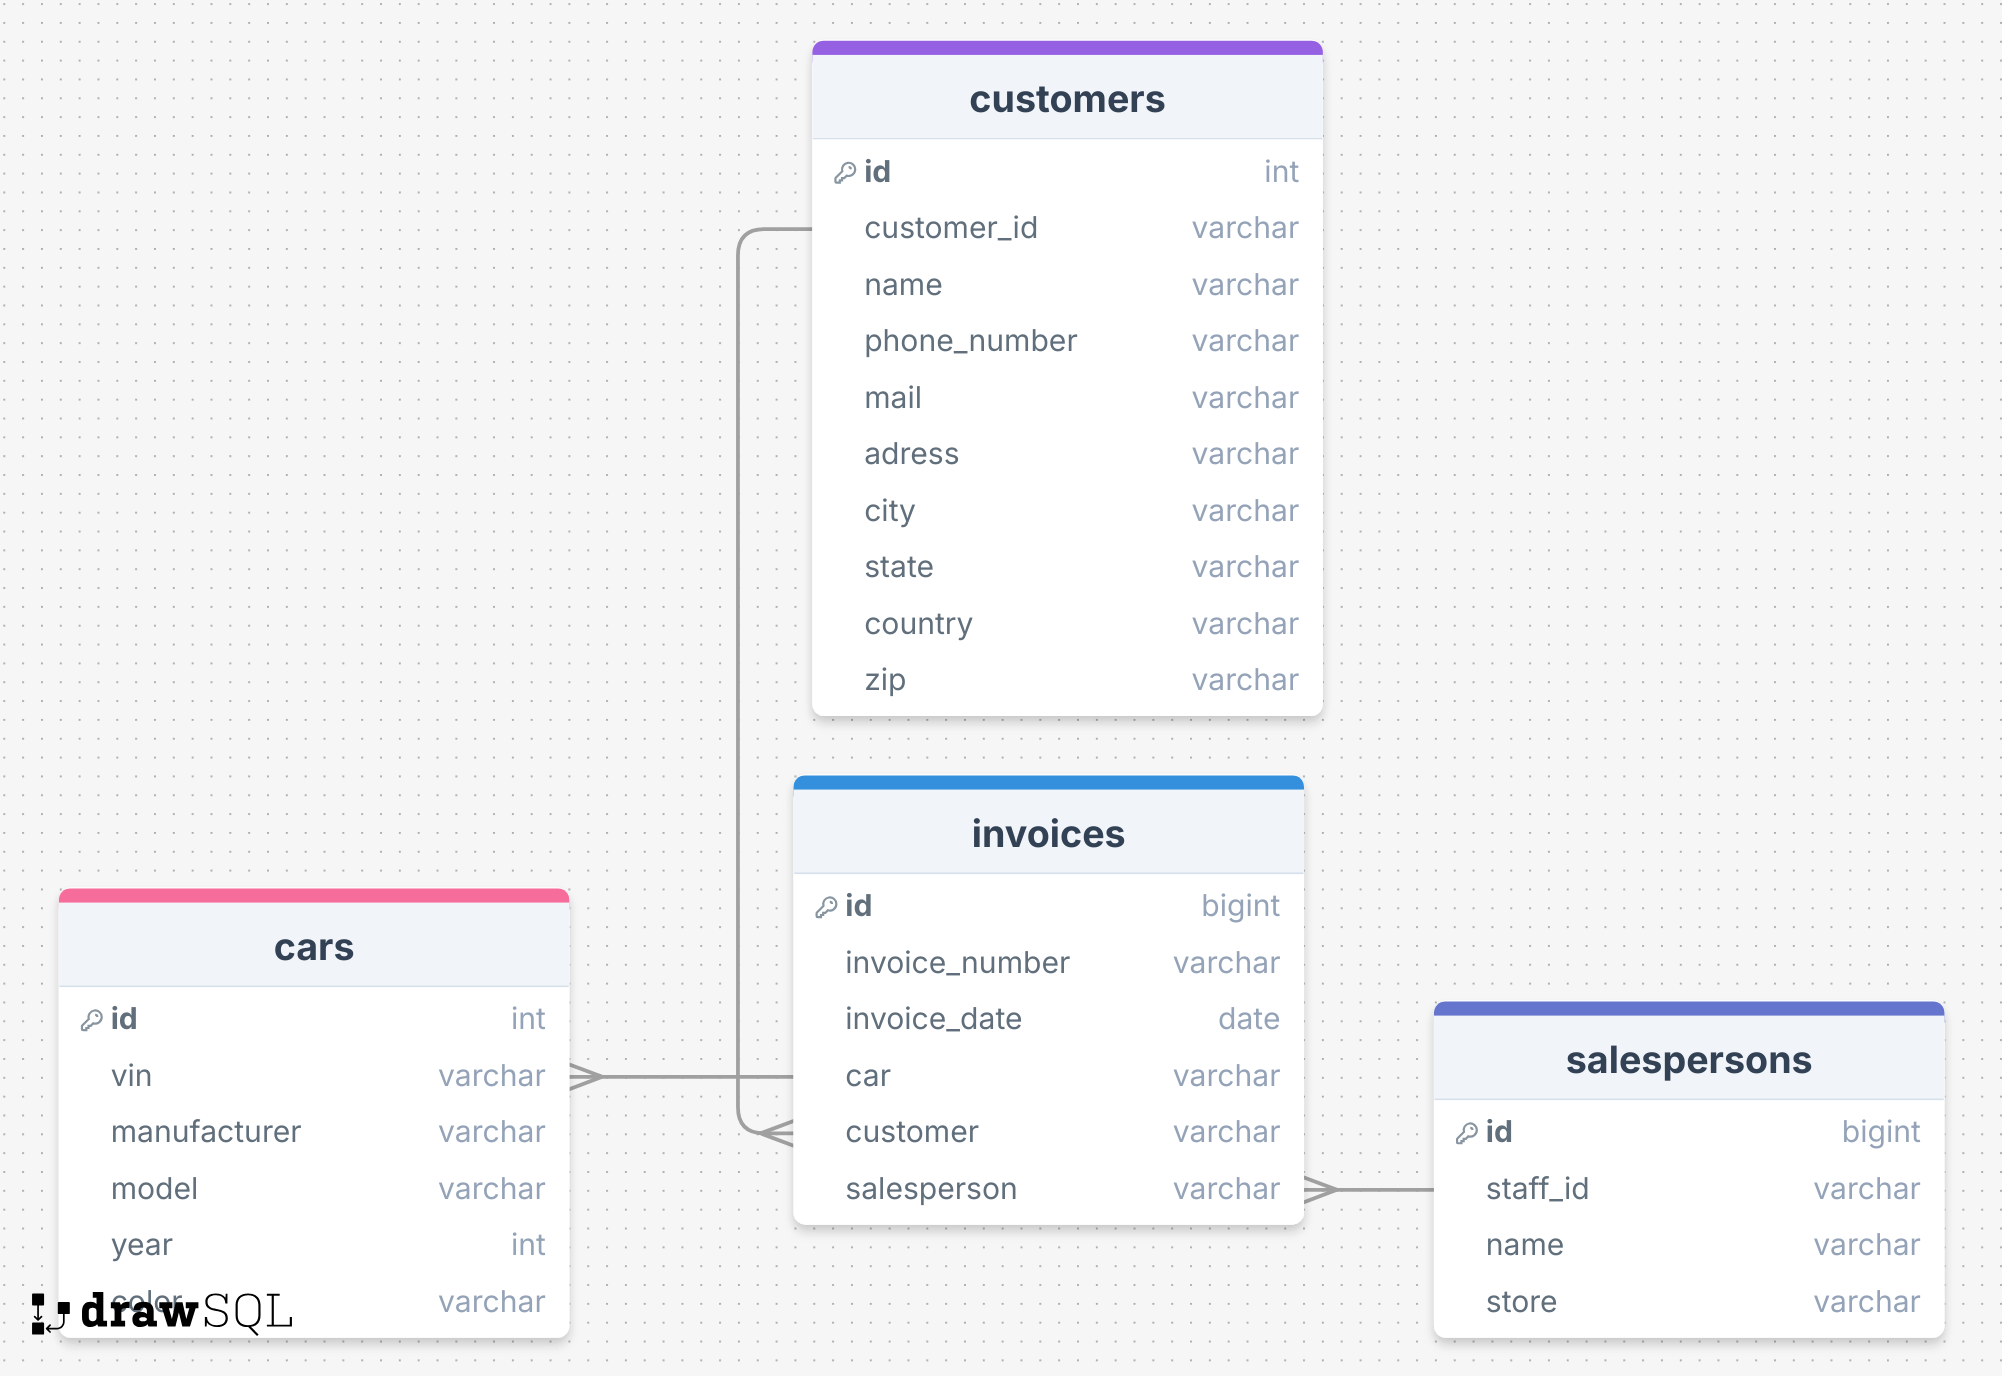 customers
id int
customer_id varchar
name varchar
phone_number varchar
mail varchar
adress varchar
city varchar
state varchar
country varchar
zip varchar
invoices
id bigint
invoice_number varchar
invoice_date date
car varchar
customer varchar
salesperson varchar
cars
id int
vin varchar
manufacturer varchar
model varchar
year int
color varchar
salespersons
id bigint
staff_id varchar
name varchar
store varchar
drawSQL